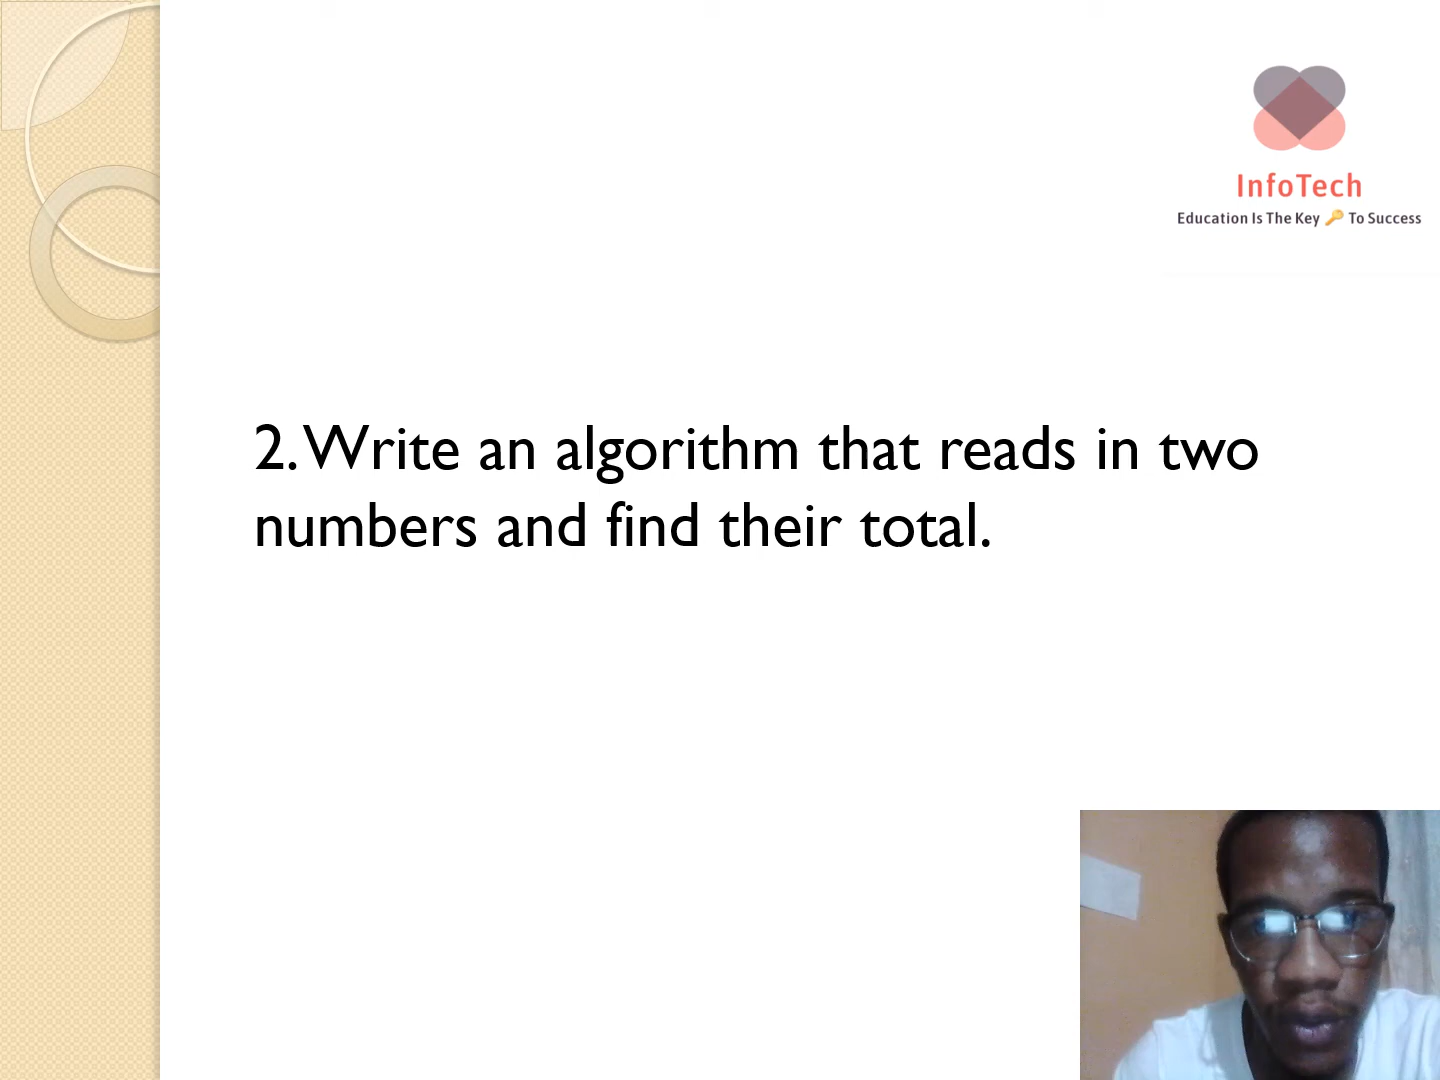 InfoTech
Education Is The Key 🔑 To Success
2. Write an algorithm that reads in two
numbers and find their total.